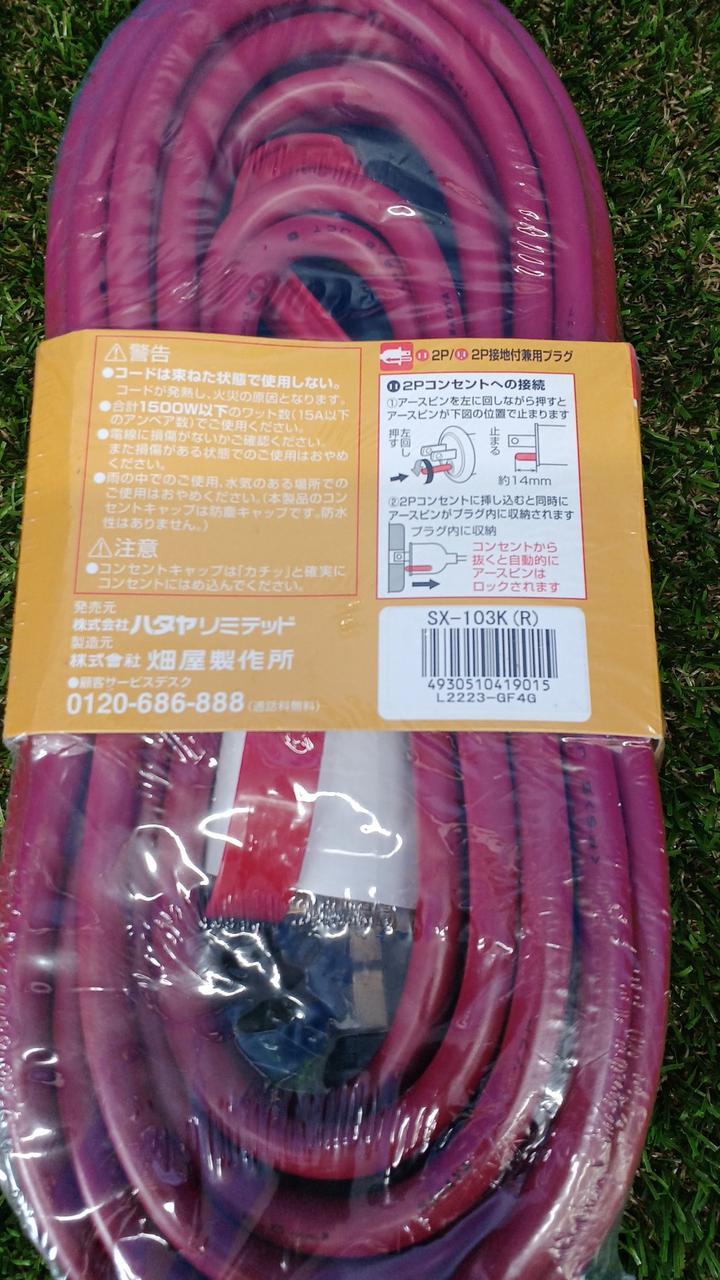 ⚠警告
●コードは束ねた状態で使用しない。
コードが発熱し、火災の原因となります。
●合計1500W以下のワット数(15A以下
のアンペア数)でご使用ください。
●電線に損傷がないかご確認ください。
また損傷がある状態でのご使用はおやめ
ください。
●雨の中でのご使用、水気のある場所での
ご使用はおやめください。(本製品のコン
セントキャップは防塵キャップです。防水
性はありません。)
⚠注意
●コンセントキャップは「カチッ」と確実に
コンセントにはめ込んでください。
発売元
株式会社ハタヤリミテッド
製造元
株式会社 畑屋製作所
●顧客サービスデスク
0120-686-888(通話料無料)
2P/2P接地付兼用プラグ
2Pコンセントへの接続
①アースピンを左に回しながら押すと
アースピンが下図の位置で止まります
左回し
押す
止まる
約14mm
②2Pコンセントに挿し込むと同時に
アースピンがプラグ内に収納されます
プラグ内に収納
コンセントから
抜くと自動的に
アースピンは
ロックされます
SX-103K(R)
4930510419015
L2223-GF4G